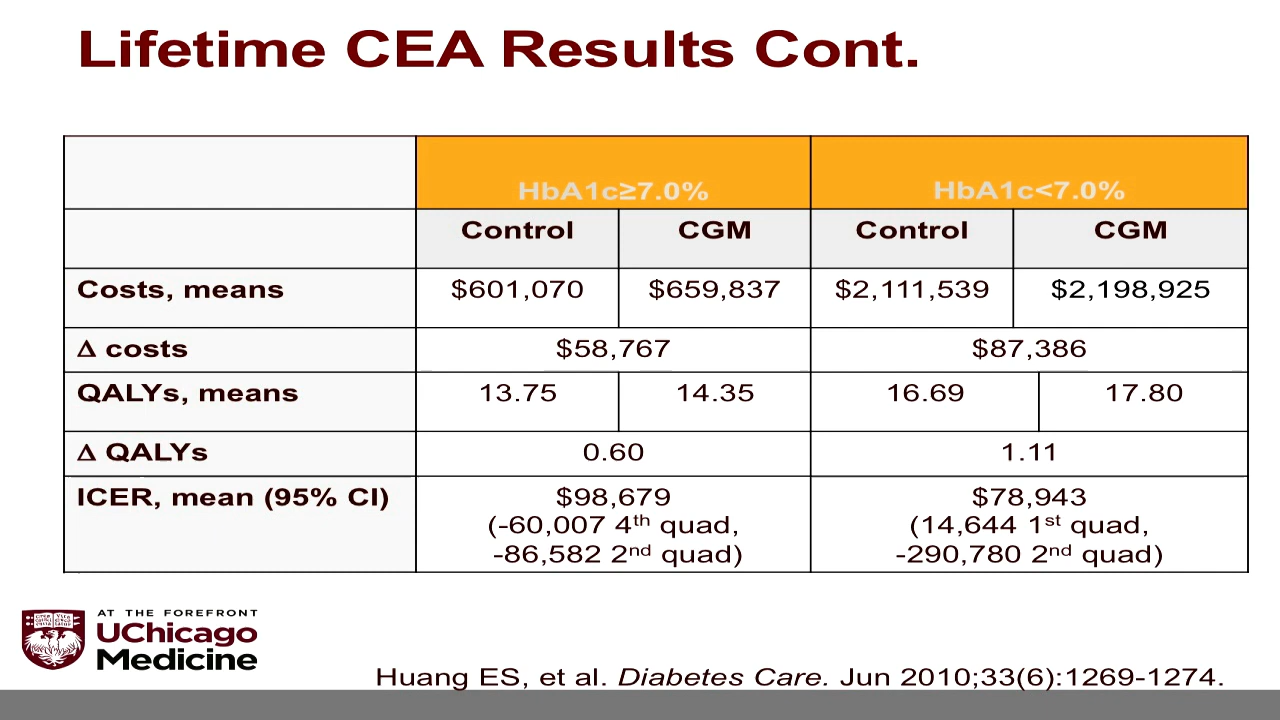 Lifetime CEA Results Cont.
HbA1c≥7.0% HbA1c<7.0%
Control CGM Control CGM
Costs, means $601,070 $659,837 $2,111,539 $2,198,925
Δ costs $58,767 $87,386
QALYs, means 13.75 14.35 16.69 17.80
Δ QALYs 0.60 1.11
ICER, mean (95% CI) $98,679 $78,943
(-60,007 4th quad, (14,644 1st quad,
-86,582 2nd quad) -290,780 2nd quad)
AT THE FOREFRONT
UChicago
Medicine
Huang ES, et al. Diabetes Care. Jun 2010;33(6):1269-1274.